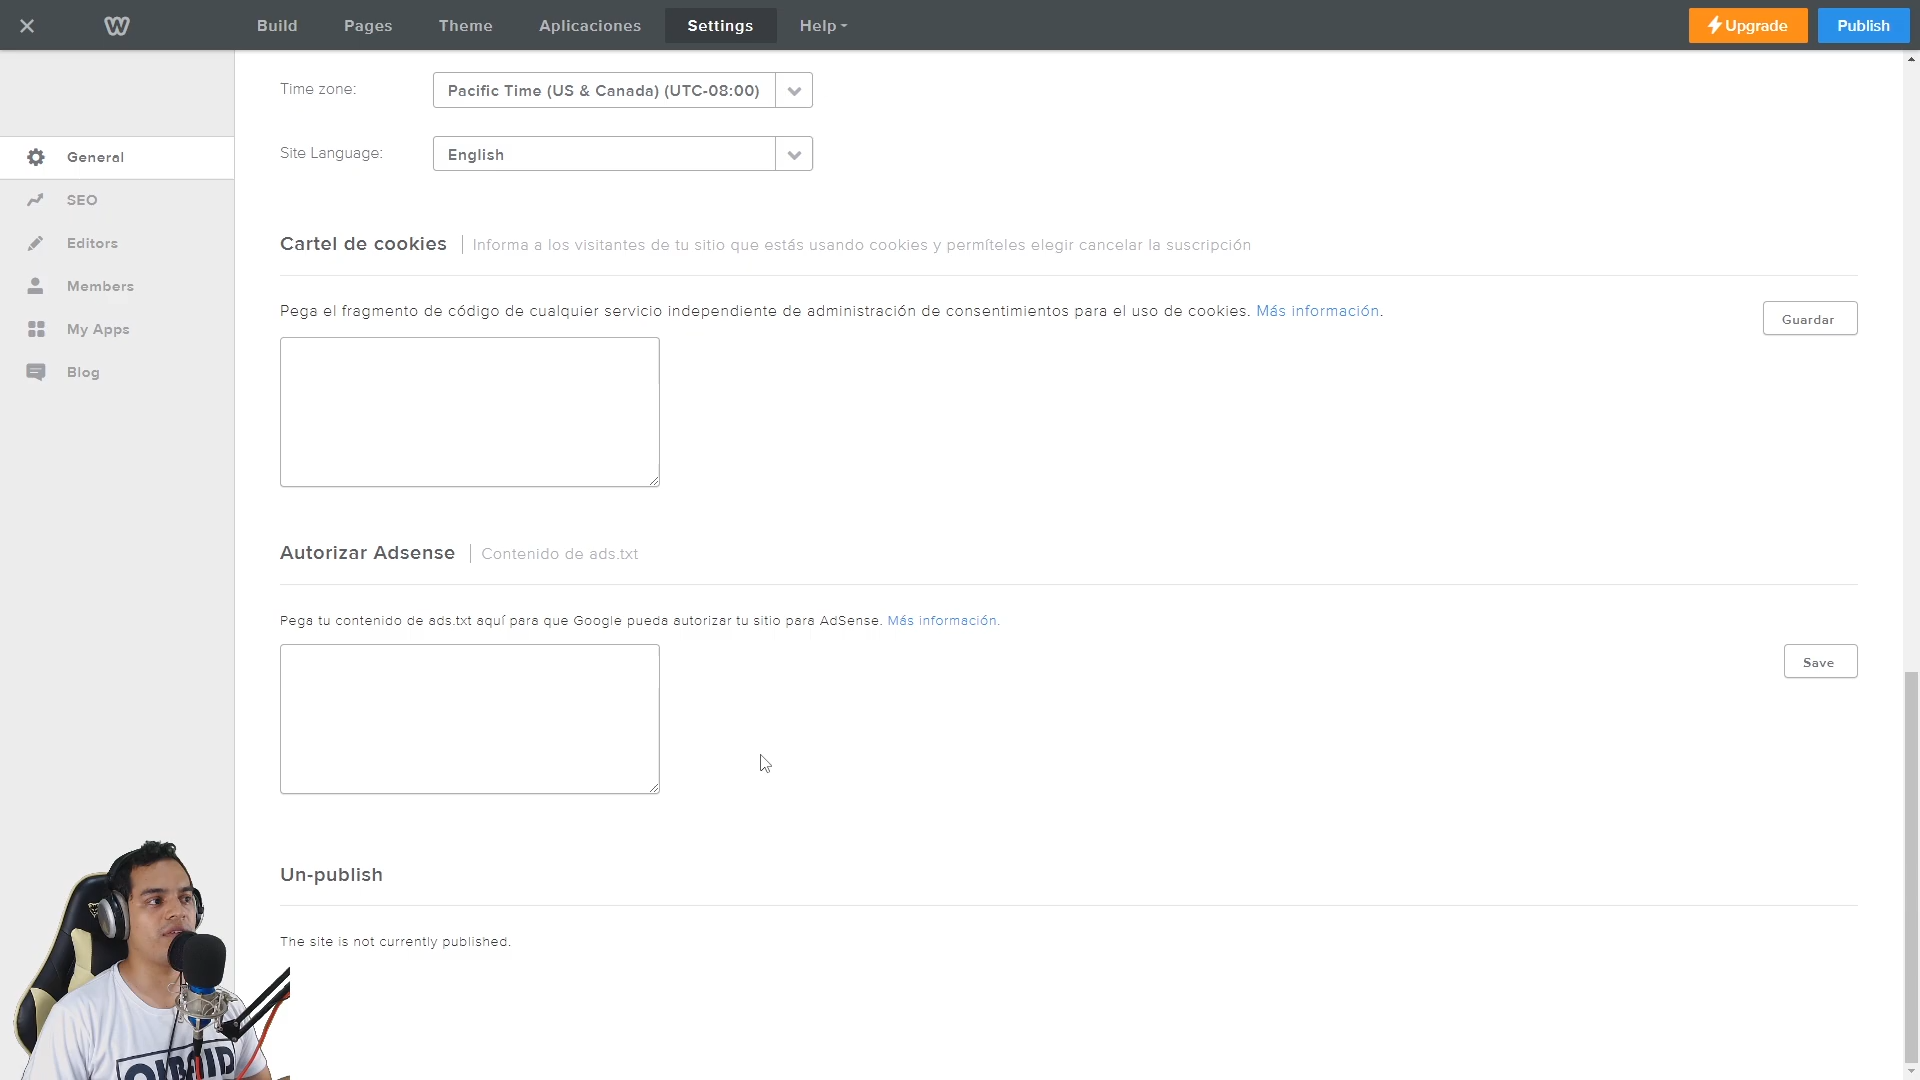 Build Pages Theme Aplicaciones Settings Help Upgrade Publish
Time zone: Pacific Time (US & Canada) (UTC-08:00)
Site Language: English
General
SEO
Editors
Members
My Apps
Blog
Cartel de cookies Informa a los visitantes de tu sitio que estás usando cookies y permíteles elegir cancelar la suscripción
Pega el fragmento de código de cualquier servicio independiente de administración de consentimientos para el uso de cookies. Más información.
Guardar
Autorizar Adsense Contenido de ads.txt
Pega tu contenido de ads.txt aquí para que Google pueda autorizar tu sitio para AdSense. Más información.
Save
Un-publish
The site is not currently published.